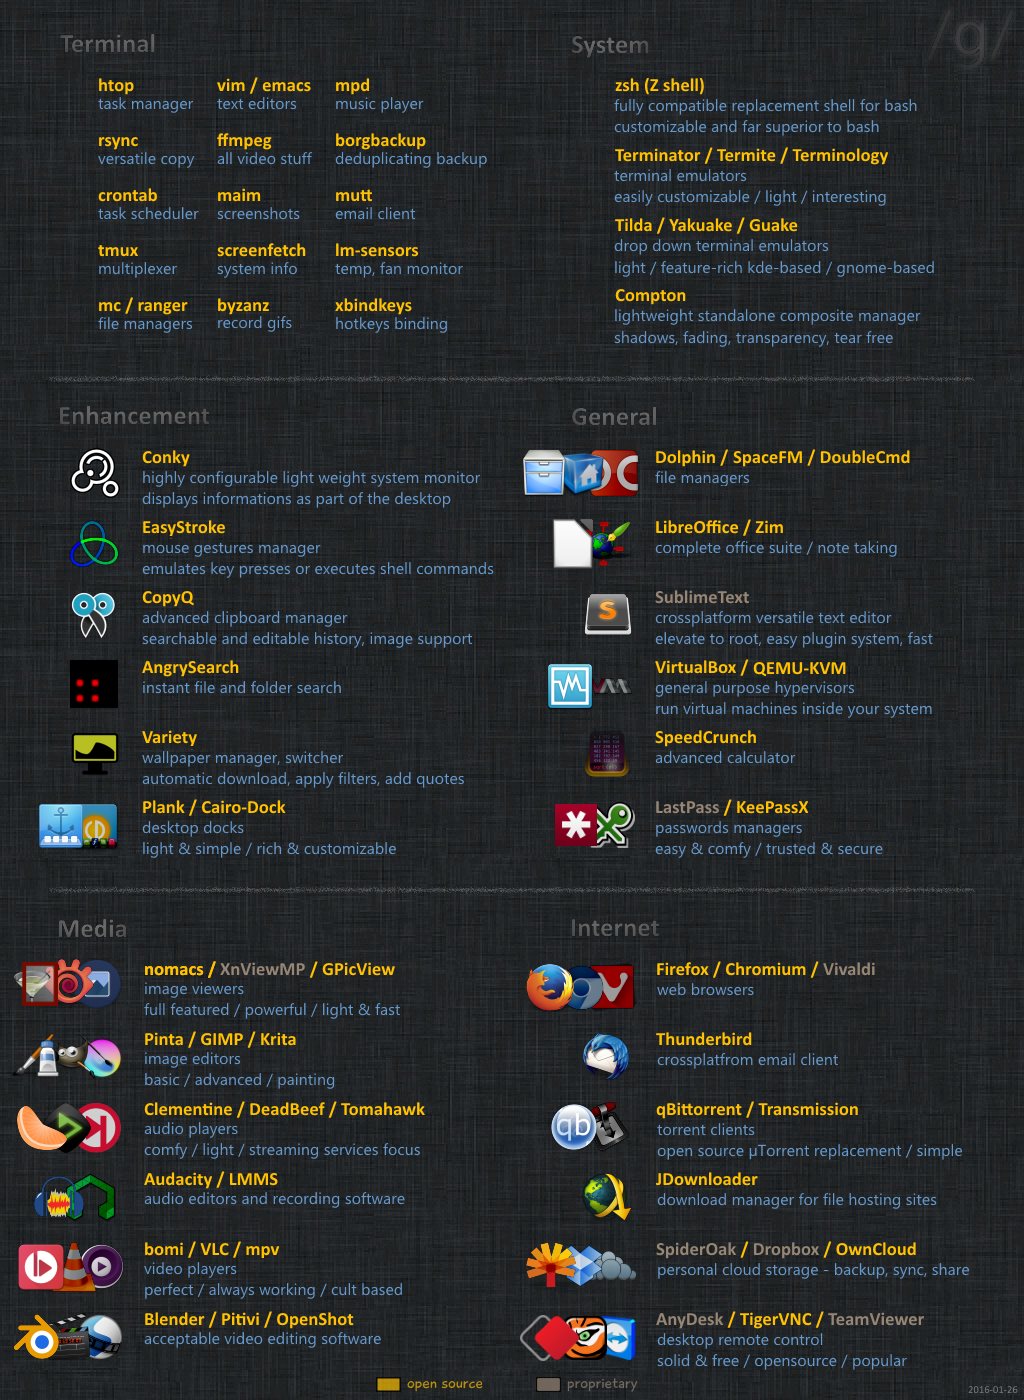 /g/
Terminal
htop
task manager
vim / emacs
text editors
mpd
music player
rsync
versatile copy
ffmpeg
all video stuff
borgbackup
deduplicating backup
crontab
task scheduler
maim
screenshots
mutt
email client
tmux
multiplexer
screenfetch
system info
lm-sensors
temp, fan monitor
mc / ranger
file managers
byzanz
record gifs
xbindkeys
hotkeys binding
System
zsh (Z shell)
fully compatible replacement shell for bash
customizable and far superior to bash
Terminator / Termite / Terminology
terminal emulators
easily customizable / light / interesting
Tilda / Yakuake / Guake
drop down terminal emulators
light / feature-rich kde-based / gnome-based
Compton
lightweight standalone composite manager
shadows, fading, transparency, tear free
Enhancement
Conky
highly configurable light weight system monitor
displays informations as part of the desktop
EasyStroke
mouse gestures manager
emulates key presses or executes shell commands
CopyQ
advanced clipboard manager
searchable and editable history, image support
AngrySearch
instant file and folder search
Variety
wallpaper manager, switcher
automatic download, apply filters, add quotes
Plank / Cairo-Dock
desktop docks
light & simple / rich & customizable
General
Dolphin / SpaceFM / DoubleCmd
file managers
LibreOffice / Zim
complete office suite / note taking
S
SublimeText
crossplatform versatile text editor
elevate to root, easy plugin system, fast
VirtualBox / QEMU-KVM
general purpose hypervisors
run virtual machines inside your system
SpeedCrunch
advanced calculator
LastPass / KeePassX
passwords managers
easy & comfy / trusted & secure
Media
nomacs / XnViewMP / GPicView
image viewers
full featured / powerful / light & fast
Pinta / GIMP / Krita
image editors
basic / advanced / painting
Clementine / DeadBeef / Tomahawk
audio players
comfy / light / streaming services focus
Audacity / LMMS
audio editors and recording software
bomi / VLC / mpv
video players
perfect / always working / cult based
Blender / Pitivi / OpenShot
acceptable video editing software
Internet
Firefox / Chromium / Vivaldi
web browsers
Thunderbird
crossplatfrom email client
qb
qBittorrent / Transmission
torrent clients
open source µTorrent replacement / simple
JDownloader
download manager for file hosting sites
SpiderOak / Dropbox / OwnCloud
personal cloud storage - backup, sync, share
AnyDesk / TigerVNC / TeamViewer
desktop remote control
solid & free / opensource / popular
open source
proprietary
2016-01-26